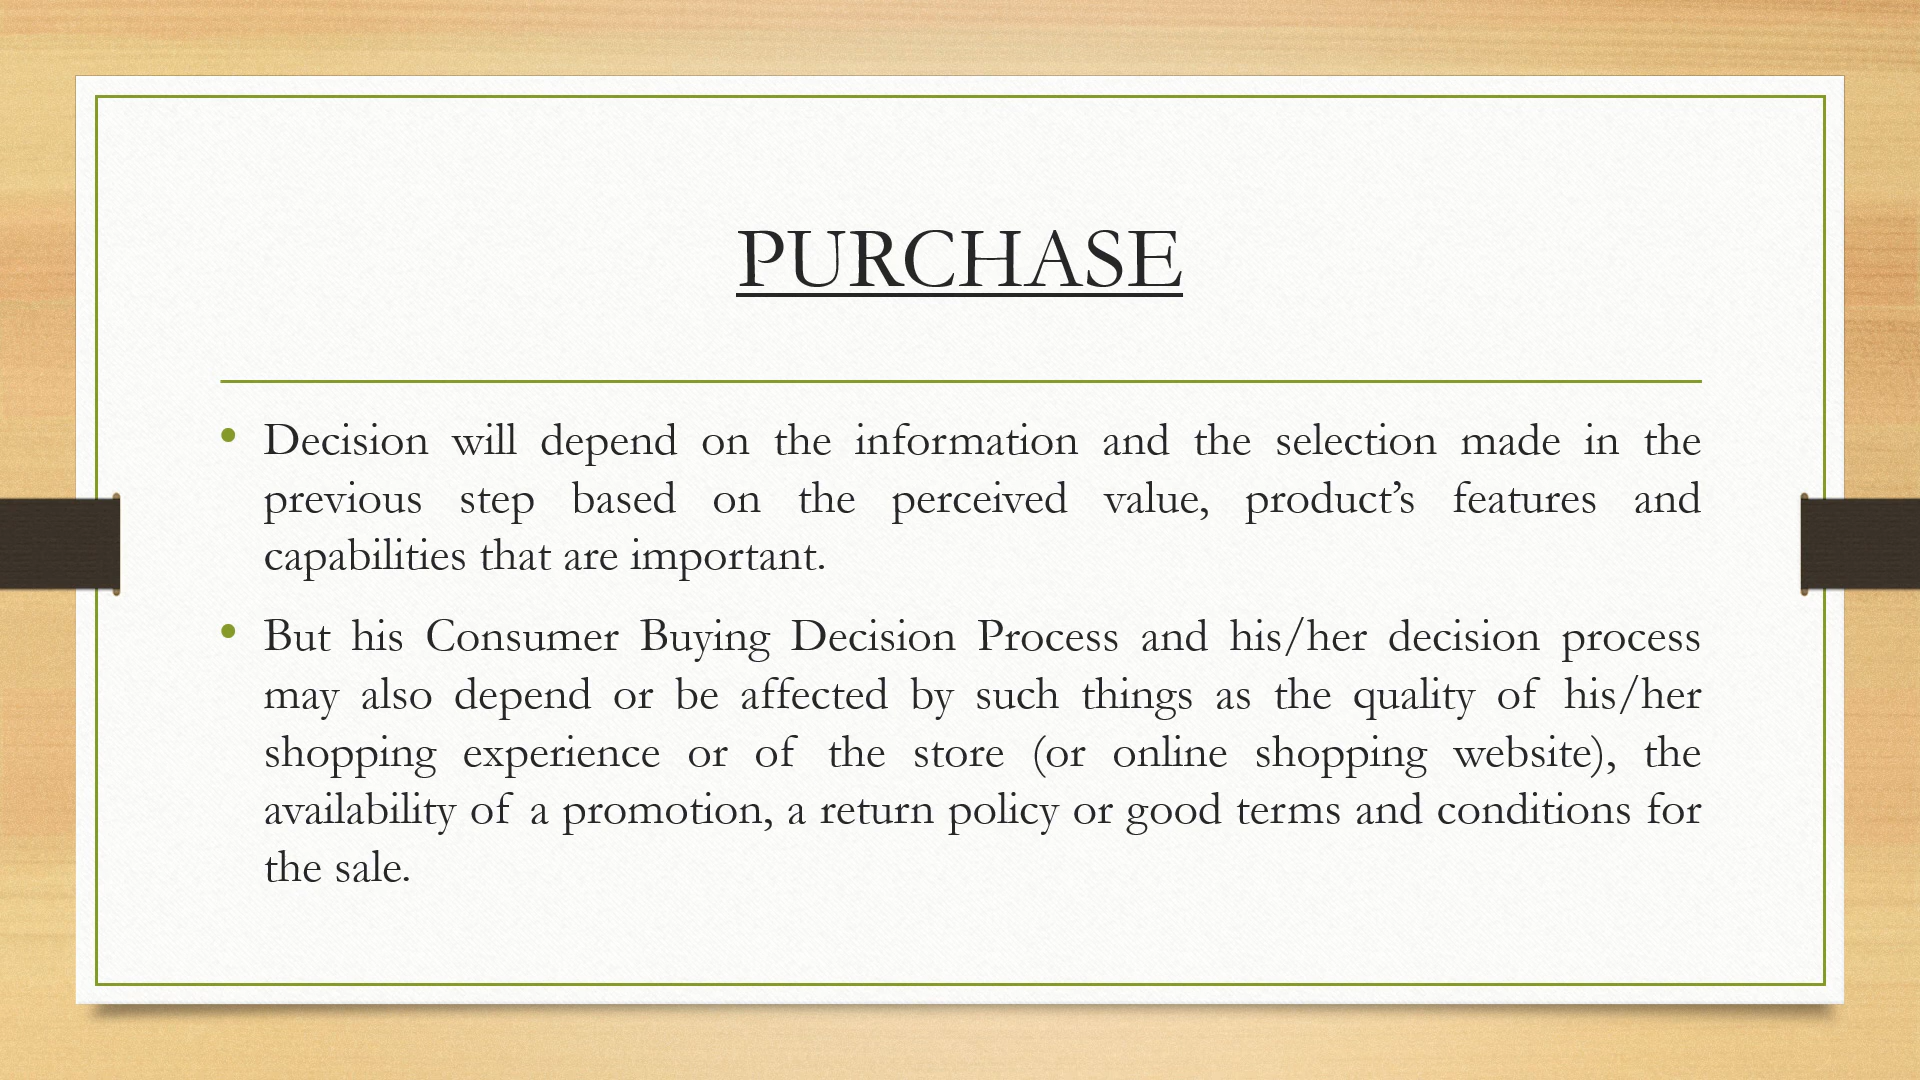 PURCHASE
• Decision will depend on the information and the selection made in the
previous step based on the perceived value, product’s features and
capabilities that are important.
• But his Consumer Buying Decision Process and his/her decision process
may also depend or be affected by such things as the quality of his/her
shopping experience or of the store (or online shopping website), the
availability of a promotion, a return policy or good terms and conditions for
the sale.